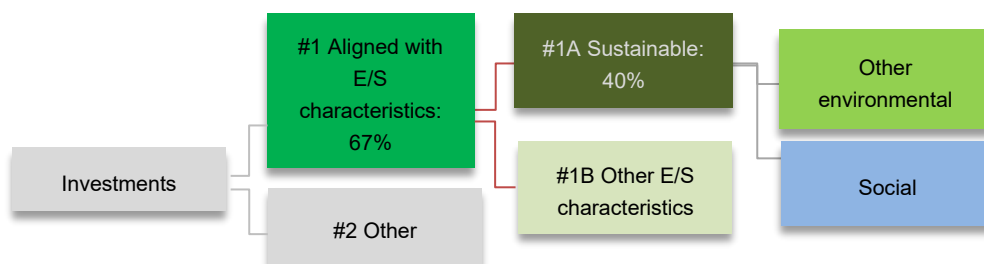 Investments
#1 Aligned with
E/S
characteristics:
67%
#2 Other
#1A Sustainable:
40%
#1B Other E/S
characteristics
Other
environmental
Social